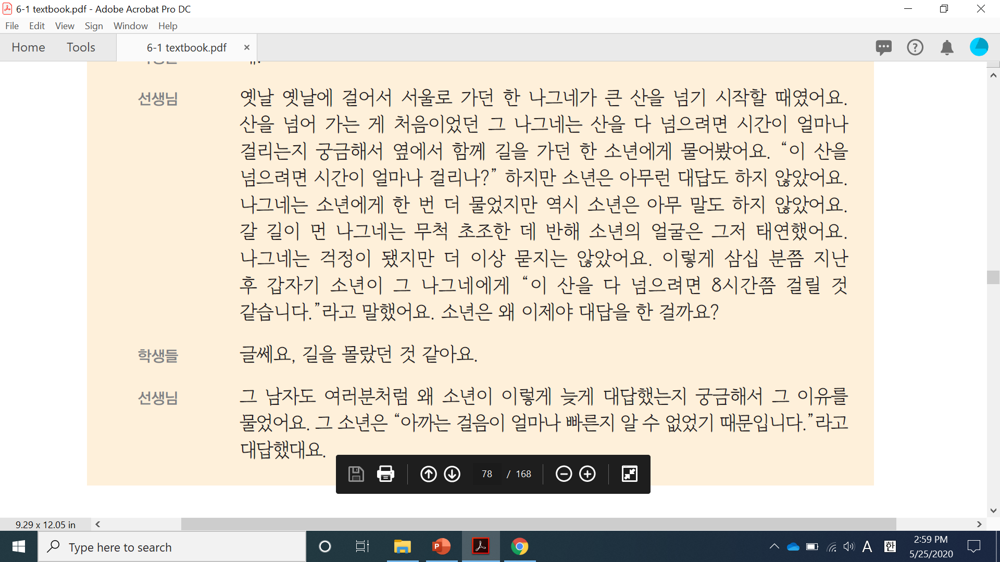 6-1 textbook.pdf - Adobe Acrobat Pro DC
File Edit View Sign Window Help
Home Tools 6-1 textbook.pdf
선생님 옛날 옛날에 걸어서 서울로 가던 한 나그네가 큰 산을 넘기 시작할 때였어요.
산을 넘어 가는 게 처음이었던 그 나그네는 산을 다 넘으려면 시간이 얼마나
걸리는지 궁금해서 옆에서 함께 길을 가던 한 소년에게 물어봤어요. “이 산을
넘으려면 시간이 얼마나 걸리나?” 하지만 소년은 아무런 대답도 하지 않았어요.
나그네는 소년에게 한 번 더 물었지만 역시 소년은 아무 말도 하지 않았어요.
갈 길이 먼 나그네는 무척 초조한 데 반해 소년의 얼굴은 그저 태연했어요.
나그네는 걱정이 됐지만 더 이상 묻지는 않았어요. 이렇게 삼십 분쯤 지난
후 갑자기 소년이 그 나그네에게 “이 산을 다 넘으려면 8시간쯤 걸릴 것
같습니다.”라고 말했어요. 소년은 왜 이제야 대답을 한 걸까요?
학생들 글쎄요, 길을 몰랐던 것 같아요.
선생님 그 남자도 여러분처럼 왜 소년이 이렇게 늦게 대답했는지 궁금해서 그 이유를
물었어요. 그 소년은 “아까는 걸음이 얼마나 빠른지 알 수 없었기 때문입니다.”라고
대답했대요.
78 / 168
9.29 x 12.05 in
Type here to search
A 한 2:59 PM
5/25/2020